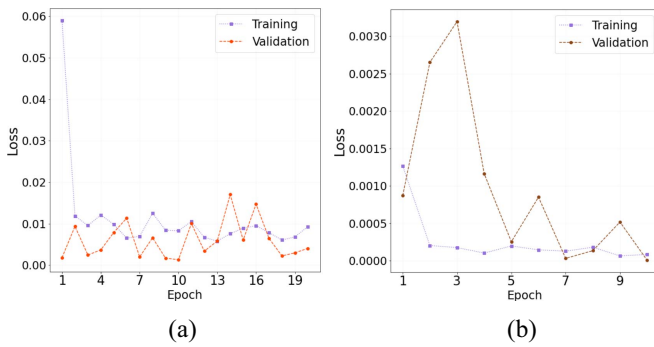 0.06
0.05
0.04
0.03
0.02
0.01
0.00
Loss
Training
Validation
1 4 7 10 13 16 19
Epoch
(a)
0.0030
0.0025
0.0020
0.0015
0.0010
0.0005
0.0000
Loss
Training
Validation
1 3 5 7 9
Epoch
(b)